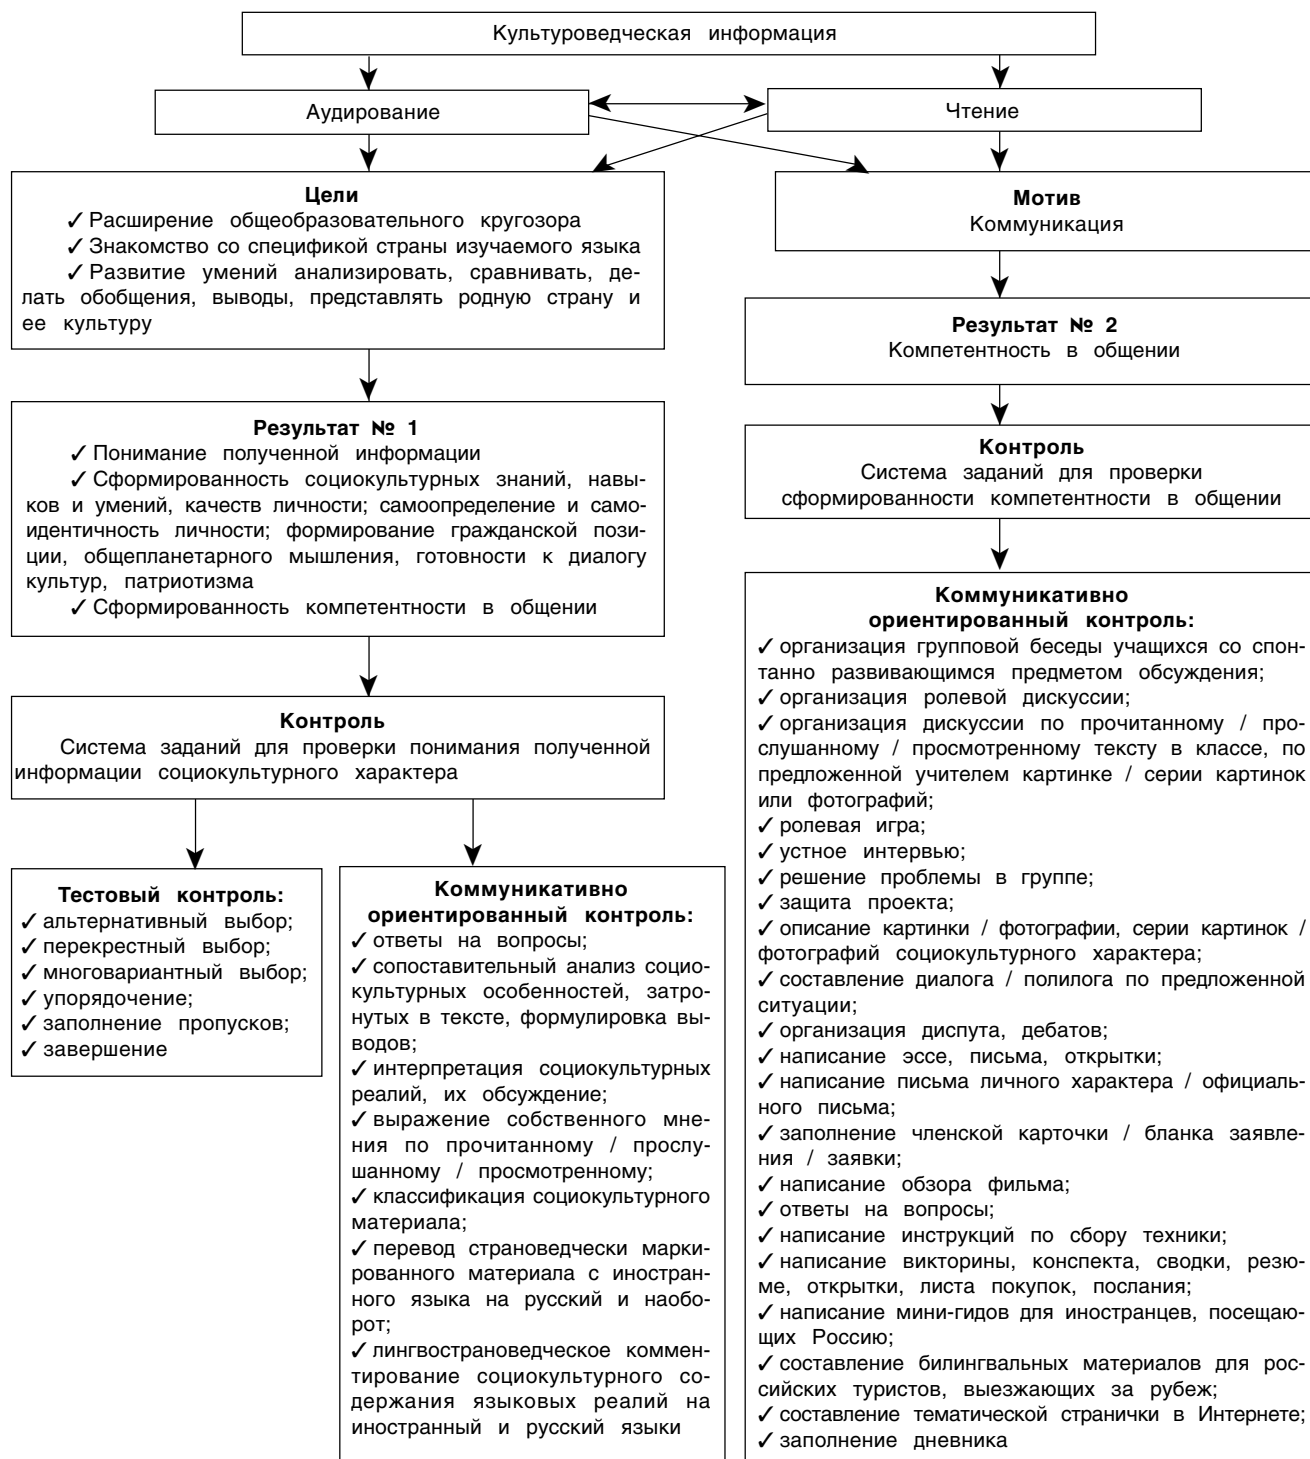 Культуроведческая информация
Аудирование
Чтение
Цели
✓ Расширение общеобразовательного кругозора
✓ Знакомство со спецификой страны изучаемого языка
✓ Развитие умений анализировать, сравнивать, де-
лать обобщения, выводы, представлять родную страну и
ее культуру
Мотив
Коммуникация
Результат № 2
Компетентность в общении
Результат № 1
✓ Понимание полученной информации
✓ Сформированность социокультурных знаний, навы-
ков и умений, качеств личности; самоопределение и само-
идентичность личности; формирование гражданской пози-
ции, общепланетарного мышления, готовности к диалогу
культур, патриотизма
✓ Сформированность компетентности в общении
Контроль
Система заданий для проверки
сформированности компетентности в общении
Контроль
Система заданий для проверки понимания полученной
информации социокультурного характера
Тестовый контроль:
✓ альтернативный выбор;
✓ перекрестный выбор;
✓ многовариантный выбор;
✓ упорядочение;
✓ заполнение пропусков;
✓ завершение
Коммуникативно
ориентированный контроль:
✓ ответы на вопросы;
✓ сопоставительный анализ социо-
культурных особенностей, затро-
нутых в тексте, формулировка вы-
водов;
✓ интерпретация социокультурных
реалий, их обсуждение;
✓ выражение собственного мне-
ния по прочитанному / прослу-
шанному / просмотренному;
✓ классификация социокультурного
материала;
✓ перевод страноведчески марки-
рованного материала с иностран-
ного языка на русский и наобо-
рот;
✓ лингвострановедческое коммен-
тирование социокультурного со-
держания языковых реалий на
иностранный и русский языки
Коммуникативно
ориентированный контроль:
✓ организация групповой беседы учащихся со спон-
танно развивающимся предметом обсуждения;
✓ организация ролевой дискуссии;
✓ организация дискуссии по прочитанному / про-
слушанному / просмотренному тексту в классе, по
предложенной учителем картинке / серии картинок
или фотографий;
✓ ролевая игра;
✓ устное интервью;
✓ решение проблемы в группе;
✓ защита проекта;
✓ описание картинки / фотографии, серии картинок /
фотографий социокультурного характера;
✓ составление диалога / полилога по предложенной
ситуации;
✓ организация диспута, дебатов;
✓ написание эссе, письма, открытки;
✓ написание письма личного характера / официаль-
ного письма;
✓ заполнение членской карточки / бланка заявле-
ния / заявки;
✓ написание обзора фильма;
✓ ответы на вопросы;
✓ написание инструкций по сбору техники;
✓ написание викторины, конспекта, сводки, резю-
ме, открытки, листа покупок, послания;
✓ написание мини-гидов для иностранцев, посещаю-
щих Россию;
✓ составление билингвальных материалов для рос-
сийских туристов, выезжающих за рубеж;
✓ составление тематической странички в Интернете;
✓ заполнение дневника